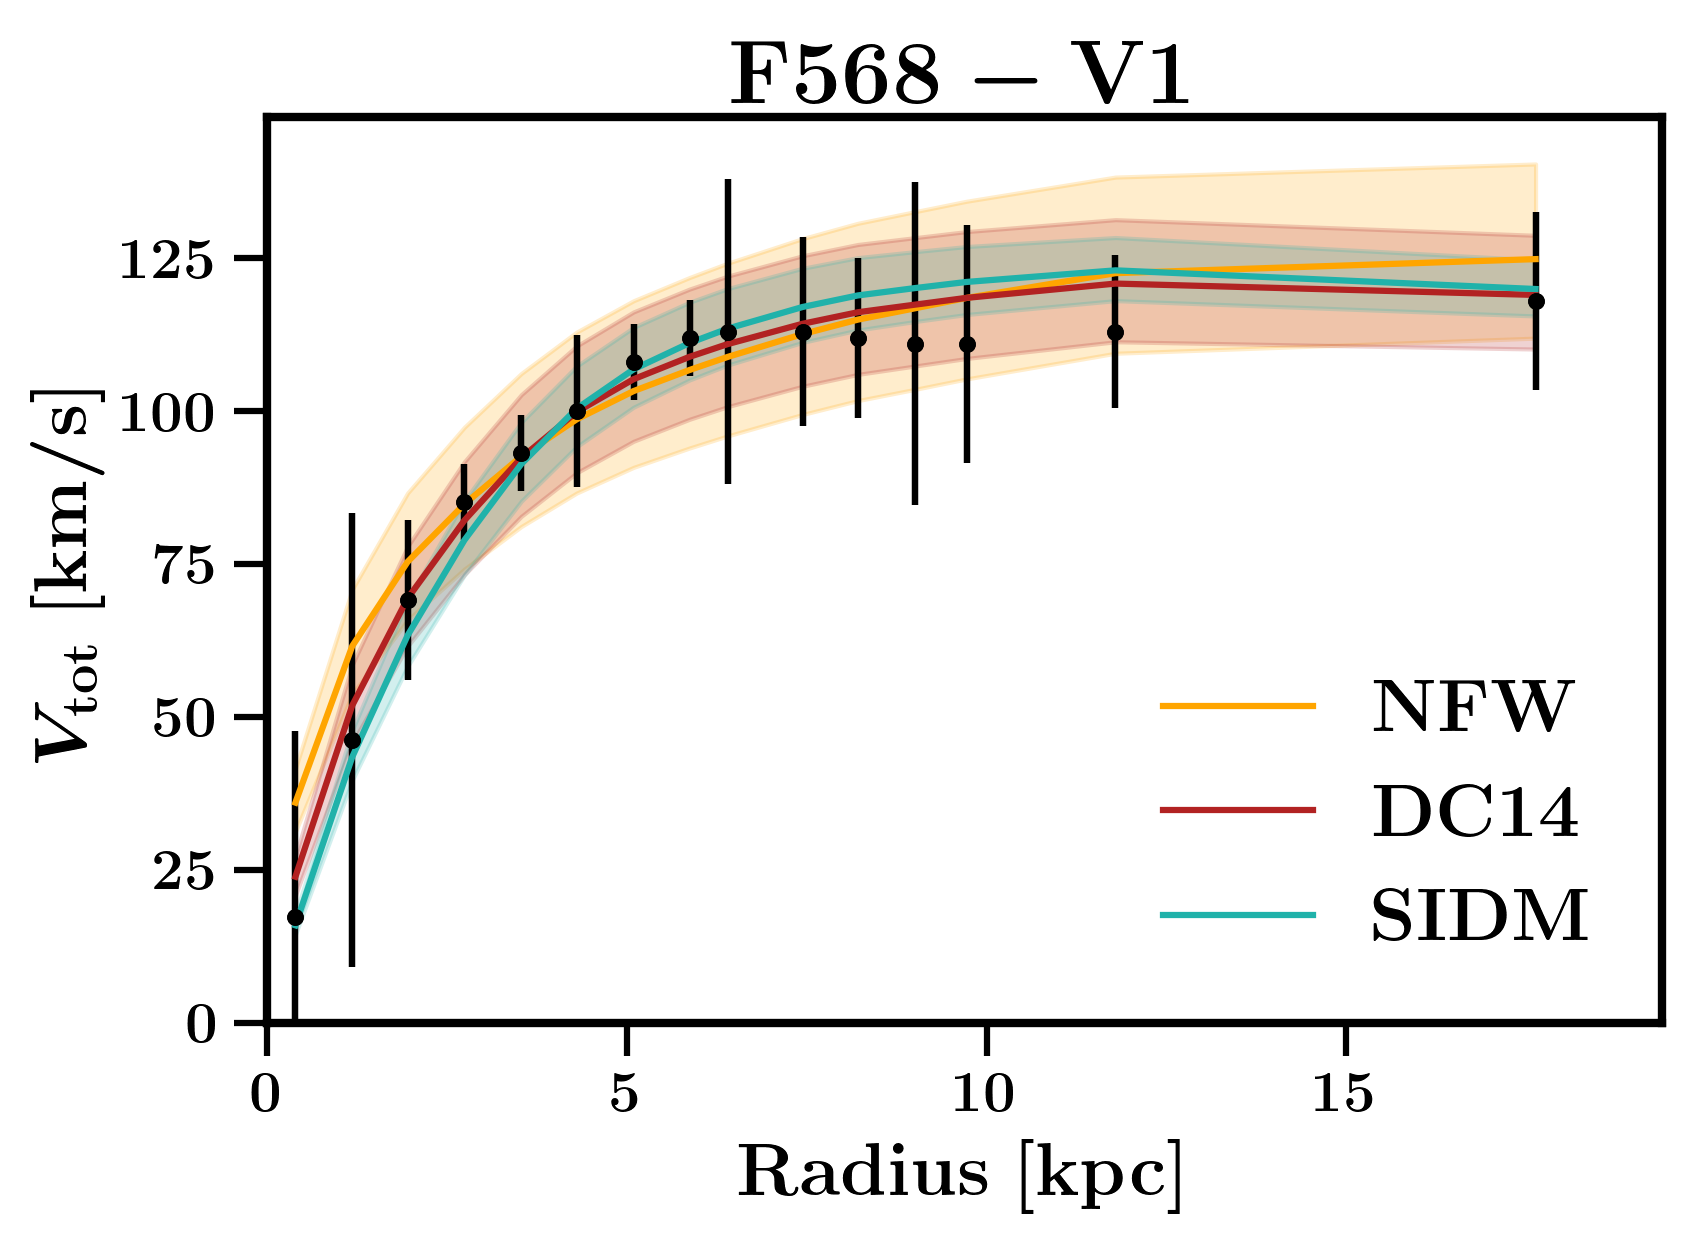 F568 − V1
V_tot [km/s]
125
100
75
50
25
0
0 5 10 15
Radius [kpc]
NFW
DC14
SIDM